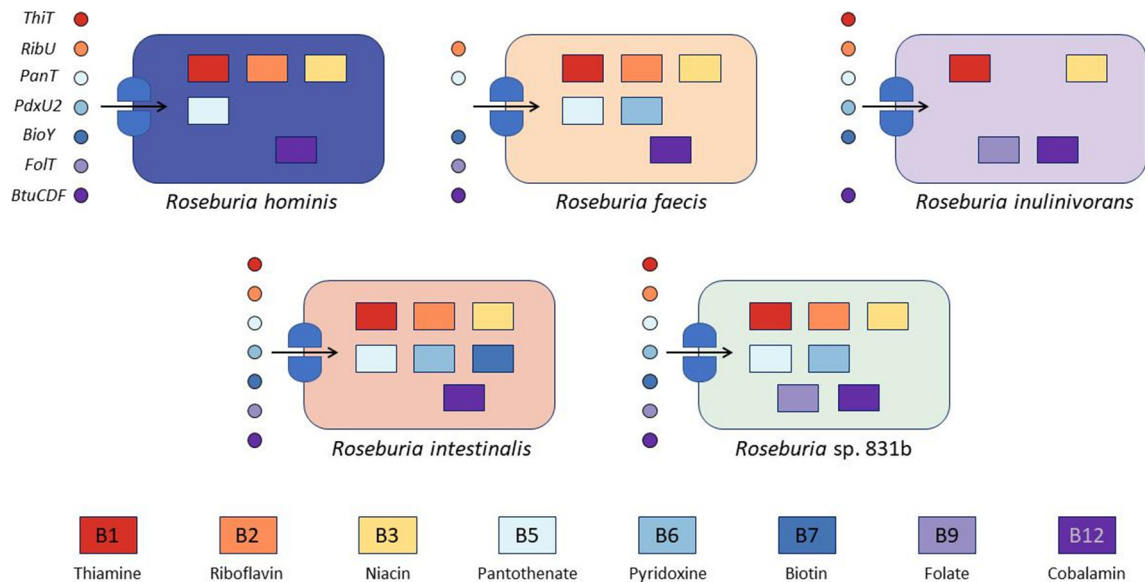 ThiT
RibU
PanT
PdxU2
BioY
FolT
BtuCDF
Roseburia hominis
Roseburia faecis
Roseburia inulinivorans
Roseburia intestinalis
Roseburia sp. 831b
B1 B2 B3 B5 B6 B7 B9 B12
Thiamine Riboflavin Niacin Pantothenate Pyridoxine Biotin Folate Cobalamin